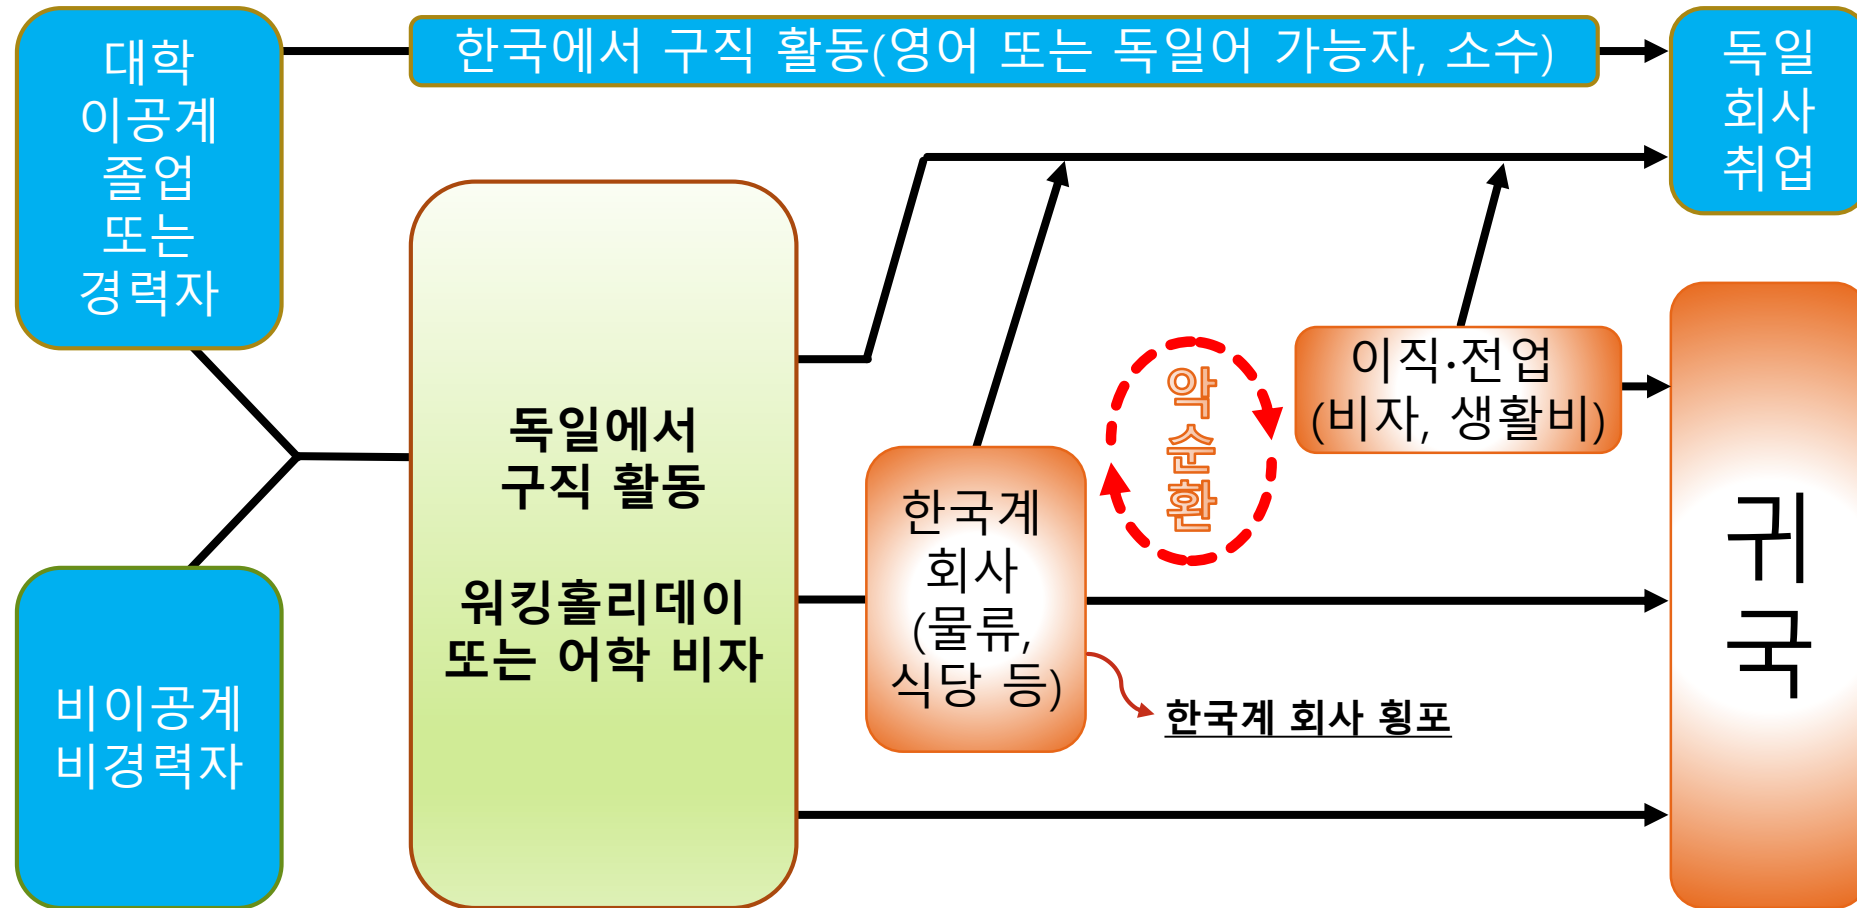 대학
이공계
졸업
또는
경력자
한국에서 구직 활동(영어 또는 독일어 가능자, 소수)
독일
회사
취업
비이공계
비경력자
독일에서
구직 활동
워킹홀리데이
또는 어학 비자
한국계
회사
(물류,
식당 등)
악
순
환
이직·전업
(비자, 생활비)
한국계 회사 횡포
귀
국